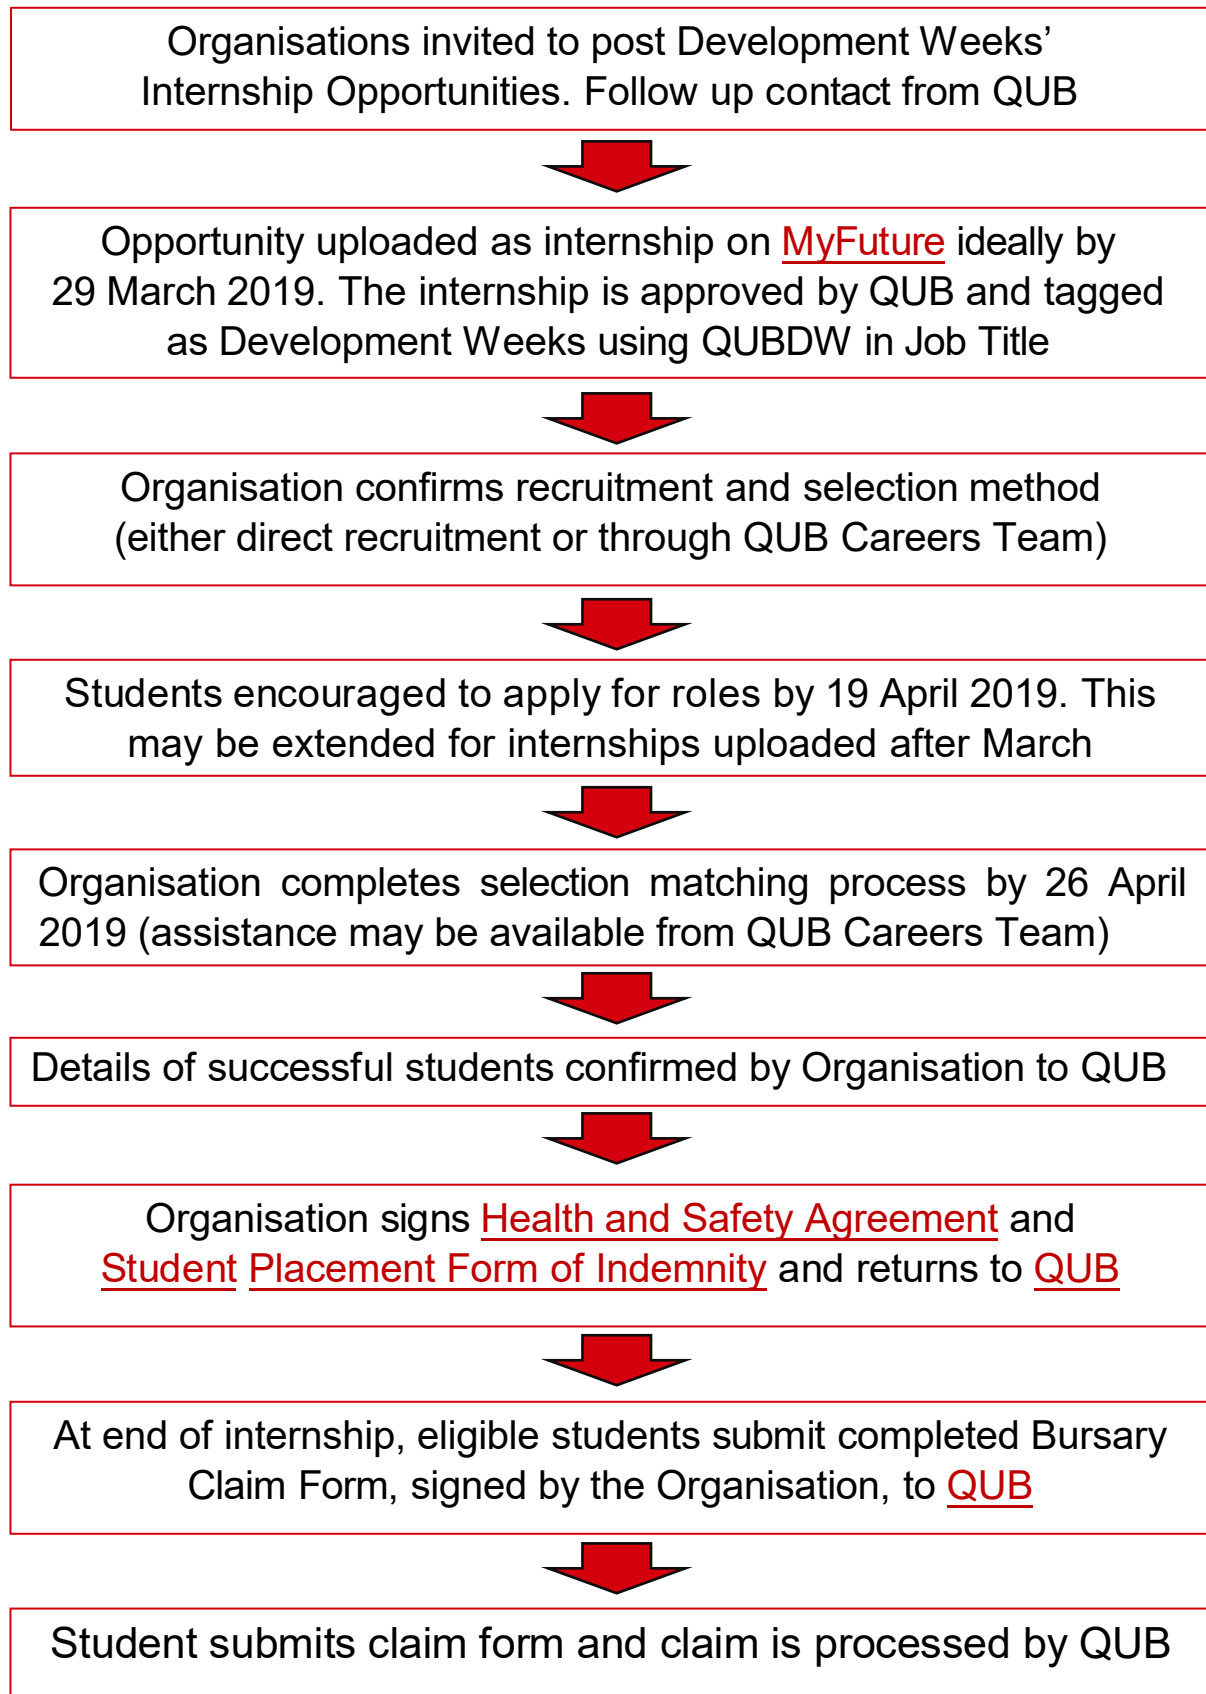 Organisations invited to post Development Weeks’
Internship Opportunities. Follow up contact from QUB
Opportunity uploaded as internship on MyFuture ideally by
29 March 2019. The internship is approved by QUB and tagged
as Development Weeks using QUBDW in Job Title
Organisation confirms recruitment and selection method
(either direct recruitment or through QUB Careers Team)
Students encouraged to apply for roles by 19 April 2019. This
may be extended for internships uploaded after March
Organisation completes selection matching process by 26 April
2019 (assistance may be available from QUB Careers Team)
Details of successful students confirmed by Organisation to QUB
Organisation signs Health and Safety Agreement and
Student Placement Form of Indemnity and returns to QUB
At end of internship, eligible students submit completed Bursary
Claim Form, signed by the Organisation, to QUB
Student submits claim form and claim is processed by QUB